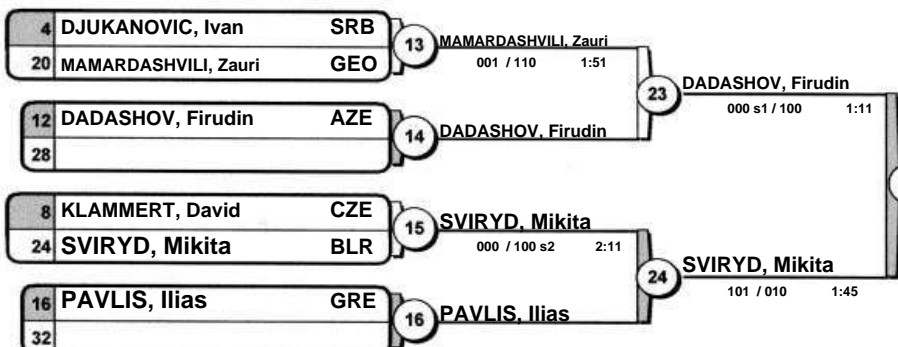 4 DJUKANOVIC, Ivan SRB
20 MAMARDASHVILI, Zauri GEO
13
MAMARDASHVILI, Zauri
001 / 110 1:51
12 DADASHOV, Firudin AZE
28
14
DADASHOV, Firudin
23
DADASHOV, Firudin
000 s1 / 100 1:11
8 KLAMMERT, David CZE
24 SVIRYD, Mikita BLR
15
SVIRYD, Mikita
000 / 100 s2 2:11
16 PAVLIS, Ilias GRE
32
16
PAVLIS, Ilias
24
SVIRYD, Mikita
101 / 010 1:45